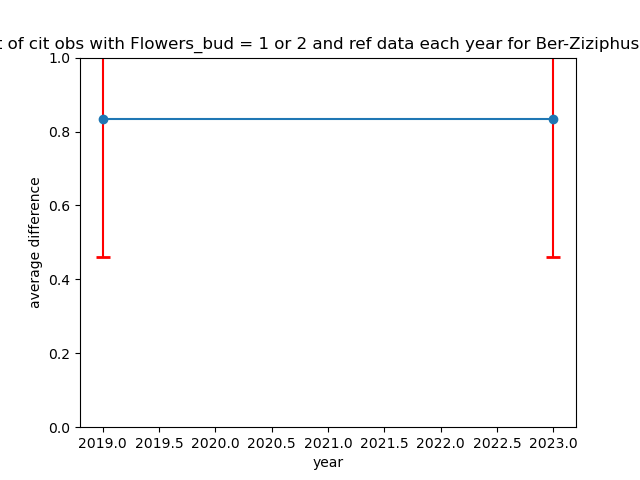 of cit obs with Flowers_bud = 1 or 2 and ref data each year for Ber-Ziziphus
1.0
0.8
0.6
0.4
0.2
0.0
average difference
2019.0 2019.5 2020.0 2020.5 2021.0 2021.5 2022.0 2022.5 2023.0
year